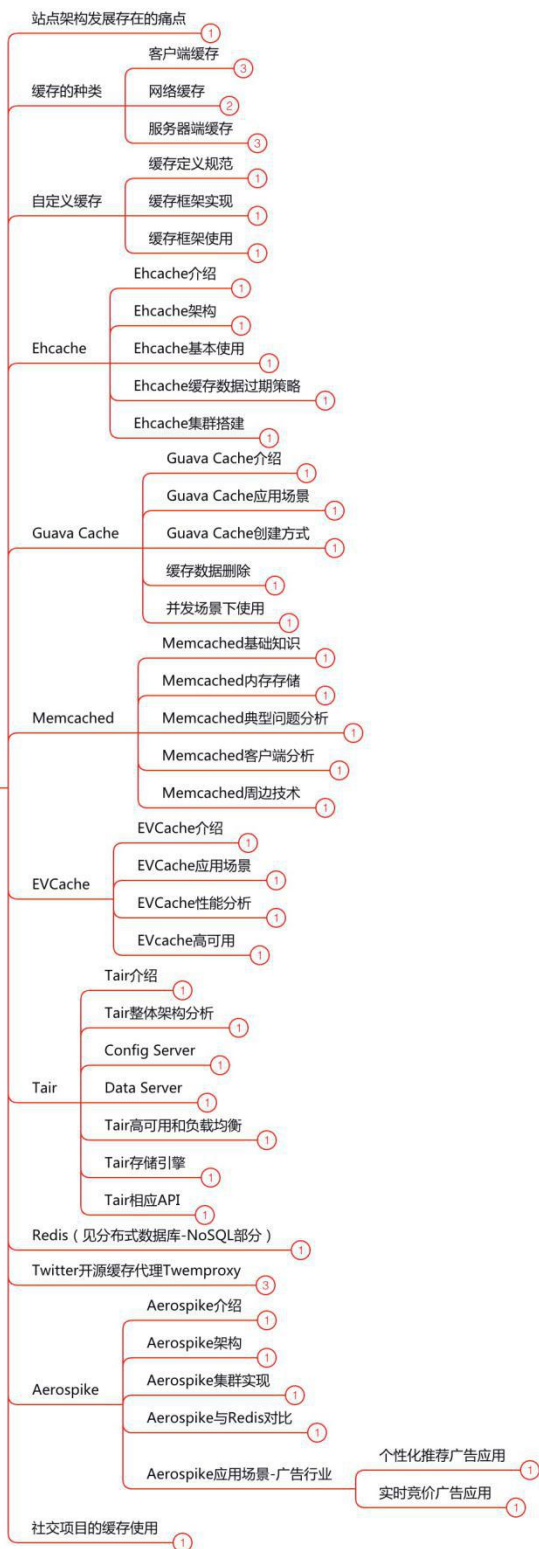 站点架构发展存在的痛点
1
缓存的种类
客户端缓存
3
网络缓存
2
服务器端缓存
3
自定义缓存
缓存定义规范
1
缓存框架实现
1
缓存框架使用
1
Ehcache
Ehcache介绍
1
Ehcache架构
1
Ehcache基本使用
1
Ehcache缓存数据过期策略
1
Ehcache集群搭建
1
Guava Cache
Guava Cache介绍
1
Guava Cache应用场景
1
Guava Cache创建方式
1
缓存数据删除
1
并发场景下使用
1
Memcached
Memcached基础知识
1
Memcached内存存储
1
Memcached典型问题分析
1
Memcached客户端分析
1
Memcached周边技术
1
EVCache
EVCache介绍
1
EVCache应用场景
1
EVCache性能分析
1
EVcache高可用
1
Tair
Tair介绍
1
Tair整体架构分析
1
Config Server
1
Data Server
1
Tair高可用和负载均衡
1
Tair存储引擎
1
Tair相应API
1
Redis（见分布式数据库-NoSQL部分）
1
Twitter开源缓存代理Twemproxy
3
Aerospike
Aerospike介绍
1
Aerospike架构
1
Aerospike集群实现
1
Aerospike与Redis对比
1
Aerospike应用场景-广告行业
个性化推荐广告应用
1
实时竞价广告应用
1
社交项目的缓存使用
1